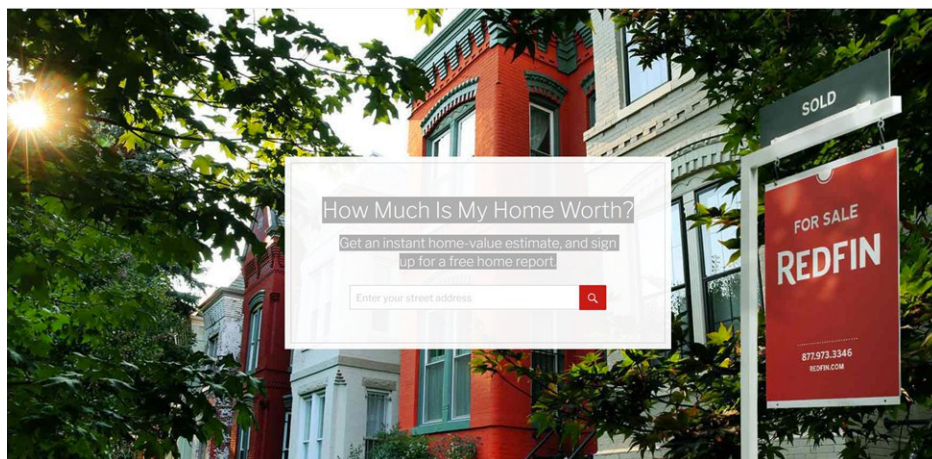 How Much Is My Home Worth?
Get an instant home-value estimate, and sign
up for a free home report.
Enter your street address
SOLD
FOR SALE
REDFIN
877.973.3346
REDFIN.COM